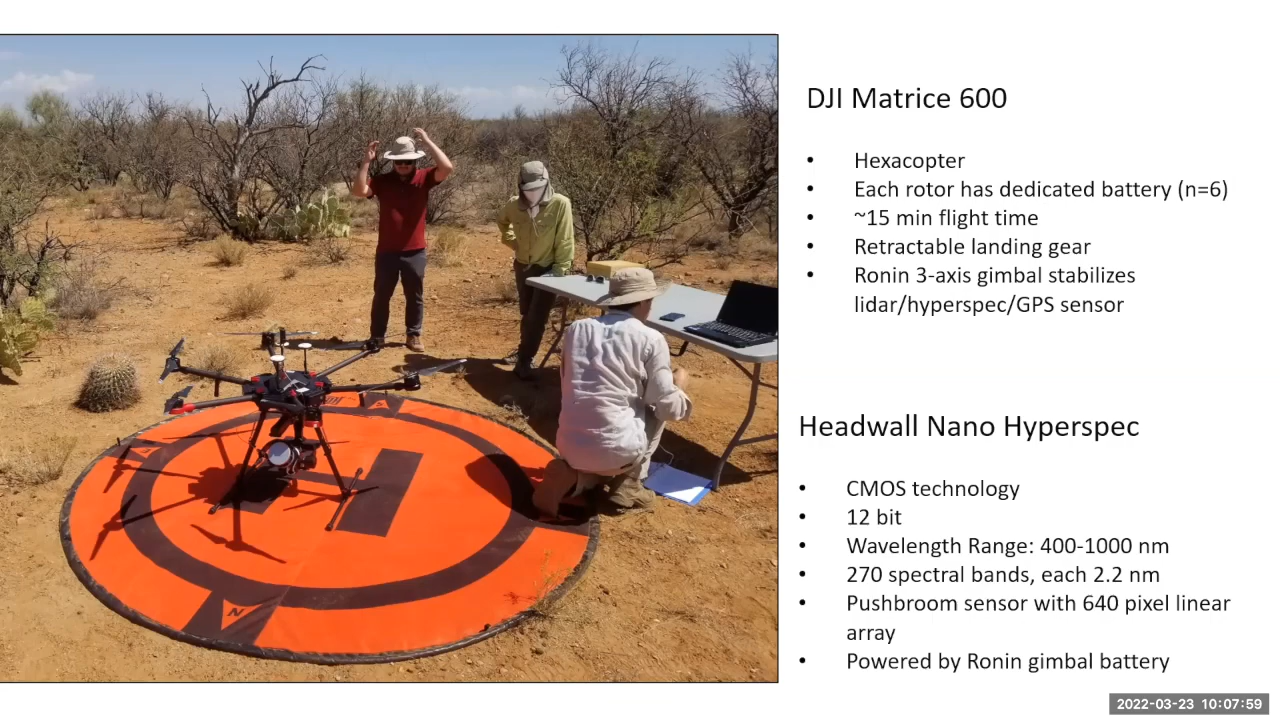 DJI Matrice 600
• Hexacopter
• Each rotor has dedicated battery (n=6)
• ~15 min flight time
• Retractable landing gear
• Ronin 3-axis gimbal stabilizes
lidar/hyperspec/GPS sensor
Headwall Nano Hyperspec
• CMOS technology
• 12 bit
• Wavelength Range: 400-1000 nm
• 270 spectral bands, each 2.2 nm
• Pushbroom sensor with 640 pixel linear
array
• Powered by Ronin gimbal battery
H
N
2022-03-23 10:07:59